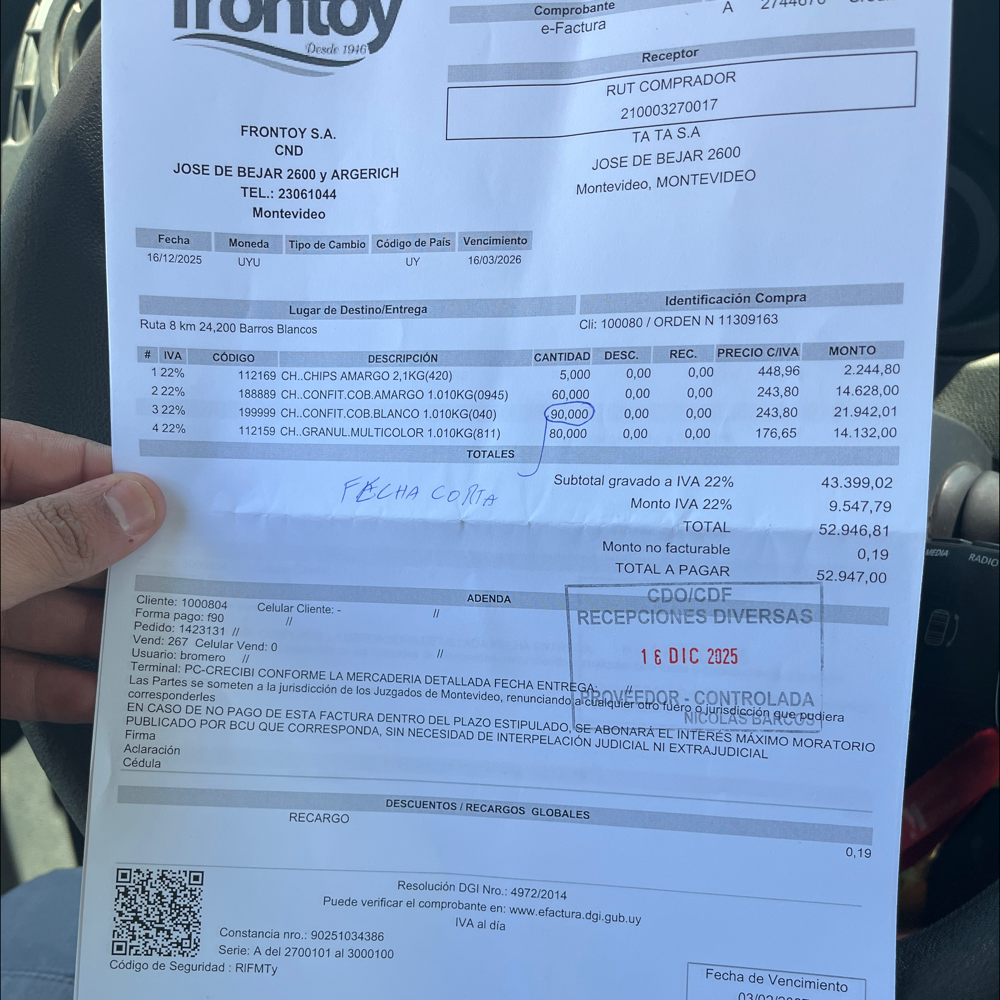 frontoy
Desde 1946
Comprobante
e-Factura
A
Receptor
RUT COMPRADOR
210003270017
TA TA S.A
JOSE DE BEJAR 2600
Montevideo, MONTEVIDEO
FRONTOY S.A.
CND
JOSE DE BEJAR 2600 y ARGERICH
TEL.: 23061044
Montevideo
Fecha Moneda Tipo de Cambio Código de País Vencimiento
16/12/2025 UYU UY 16/03/2026
Lugar de Destino/Entrega
Ruta 8 km 24,200 Barros Blancos
Identificación Compra
Cli: 100080 / ORDEN N 11309163
# IVA CÓDIGO DESCRIPCIÓN CANTIDAD DESC. REC. PRECIO C/IVA MONTO
1 22% 112169 CH..CHIPS AMARGO 2,1KG(420) 5,000 0,00 0,00 448,96 2.244,80
2 22% 188889 CH..CONFIT.COB.AMARGO 1.010KG(0945) 60,000 0,00 0,00 243,80 14.628,00
3 22% 199999 CH..CONFIT.COB.BLANCO 1.010KG(040) 90,000 0,00 0,00 243,80 21.942,01
4 22% 112159 CH..GRANUL.MULTICOLOR 1.010KG(811) 80,000 0,00 0,00 176,65 14.132,00
TOTALES
FECHA CORTA
Subtotal gravado a IVA 22% 43.399,02
Monto IVA 22% 9.547,79
TOTAL 52.946,81
Monto no facturable 0,19
TOTAL A PAGAR 52.947,00
ADENDA
Cliente: 1000804 Celular Cliente: - //
Forma pago: f90 //
Pedido: 1423131 //
Vend: 267 Celular Vend: 0 //
Usuario: bromero //
Terminal: PC-CRECIBI CONFORME LA MERCADERIA DETALLADA FECHA ENTREGA: //
Las Partes se someten a la jurisdicción de los Juzgados de Montevideo, renunciando a cualquier otro fuero o jurisdicción que pudiera
corresponderles
EN CASO DE NO PAGO DE ESTA FACTURA DENTRO DEL PLAZO ESTIPULADO, SE ABONARÁ EL INTERÉS MÁXIMO MORATORIO
PUBLICADO POR BCU QUE CORRESPONDA, SIN NECESIDAD DE INTERPELACIÓN JUDICIAL NI EXTRAJUDICIAL
Firma
Aclaración
Cédula
CDO/CDF
RECEPCIONES DIVERSAS
16 DIC 2025
PROVEEDOR - CONTROLADA
NICOLAS BARCOS
DESCUENTOS / RECARGOS GLOBALES
RECARGO 0,19
Resolución DGI Nro.: 4972/2014
Puede verificar el comprobante en: www.efactura.dgi.gub.uy
IVA al día
Constancia nro.: 90251034386
Serie: A del 2700101 al 3000100
Código de Seguridad : RIFMTy
Fecha de Vencimiento
MEDIA
RADIO